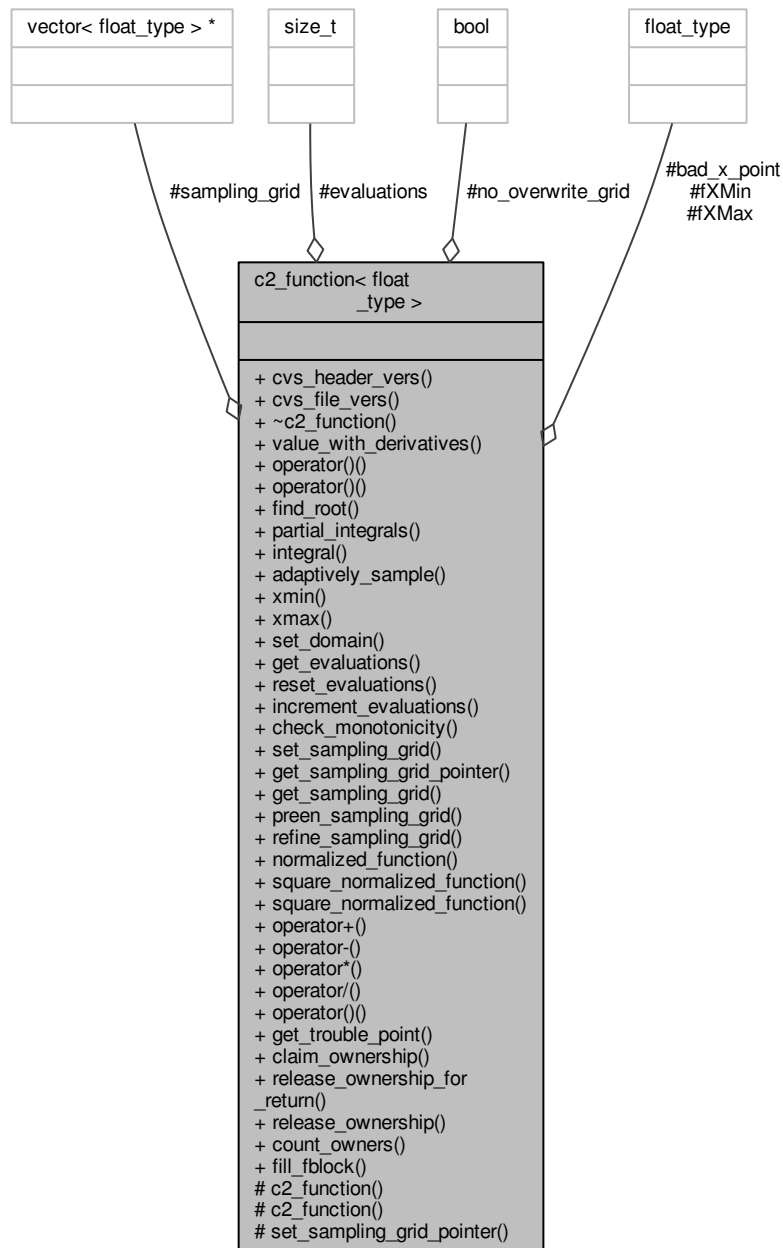 vector< float_type > *
size_t
bool
float_type
#sampling_grid
#evaluations
#no_overwrite_grid
#bad_x_point
#fXMin
#fXMax
c2_function< float
_type >
+ cvs_header_vers()
+ cvs_file_vers()
+ ~c2_function()
+ value_with_derivatives()
+ operator()()
+ operator()()
+ find_root()
+ partial_integrals()
+ integral()
+ adaptively_sample()
+ xmin()
+ xmax()
+ set_domain()
+ get_evaluations()
+ reset_evaluations()
+ increment_evaluations()
+ check_monotonicity()
+ set_sampling_grid()
+ get_sampling_grid_pointer()
+ get_sampling_grid()
+ preen_sampling_grid()
+ refine_sampling_grid()
+ normalized_function()
+ square_normalized_function()
+ square_normalized_function()
+ operator+()
+ operator-()
+ operator*()
+ operator/()
+ operator()()
+ get_trouble_point()
+ claim_ownership()
+ release_ownership_for
_return()
+ release_ownership()
+ count_owners()
+ fill_fblock()
# c2_function()
# c2_function()
# set_sampling_grid_pointer()